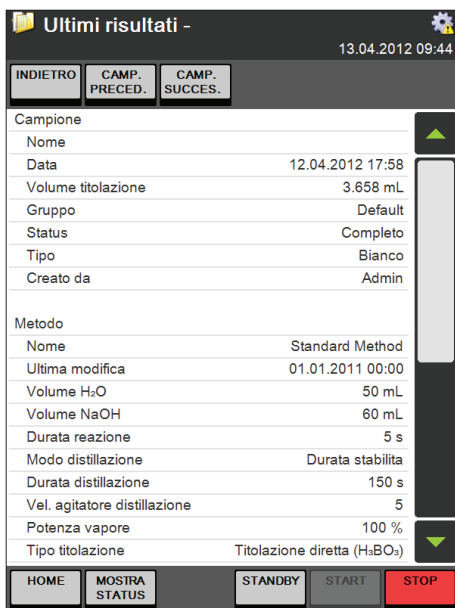 Ultimi risultati -
13.04.2012 09:44
INDIETRO CAMP. PRECED. CAMP. SUCCES.
Campione
Nome
Data 12.04.2012 17:58
Volume titolazione 3.658 mL
Gruppo Default
Status Completo
Tipo Bianco
Creato da Admin
Metodo
Nome Standard Method
Ultima modifica 01.01.2011 00:00
Volume H₂O 50 mL
Volume NaOH 60 mL
Durata reazione 5 s
Modo distillazione Durata stabilita
Durata distillazione 150 s
Vel. agitatore distillazione 5
Potenza vapore 100 %
Tipo titolazione Titolazione diretta (H₃BO₃)
HOME MOSTRA STATUS STANDBY START STOP